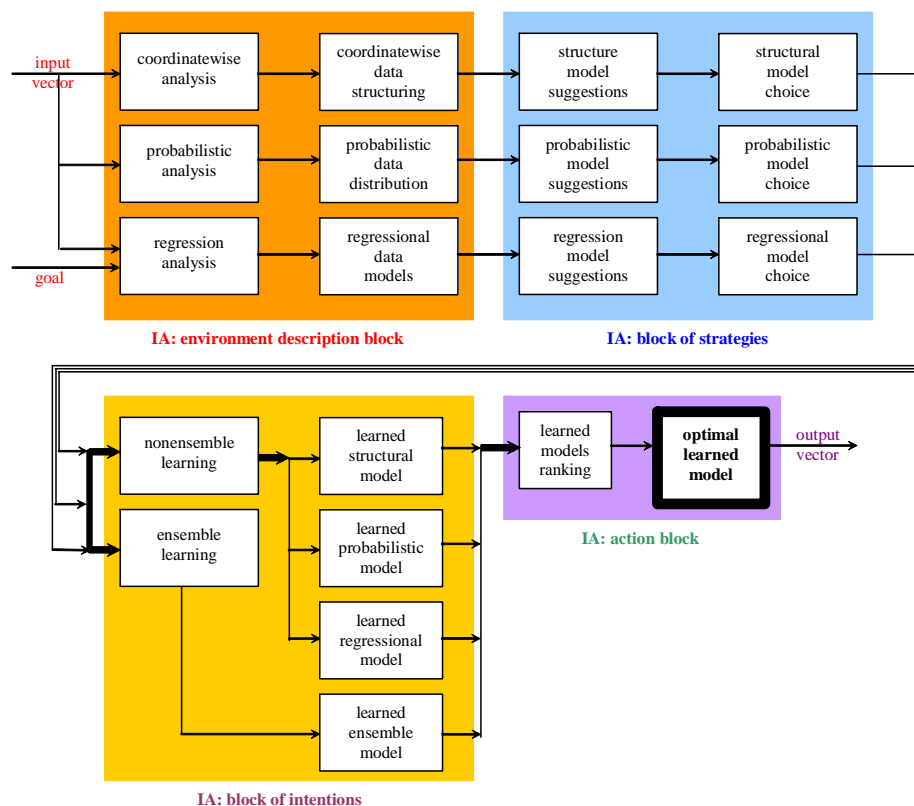 input
vector
coordinatewise
analysis
coordinatewise
data
structuring
structure
model
suggestions
structural
model
choice
probabilistic
analysis
probabilistic
data
distribution
probabilistic
model
suggestions
probabilistic
model
choice
goal
regression
analysis
regressional
data
models
regression
model
suggestions
regressional
model
choice
IA: environment description block
IA: block of strategies
nonensemble
learning
learned
structural
model
learned
models
ranking
optimal
learned
model
output
vector
ensemble
learning
learned
probabilistic
model
IA: action block
learned
regressional
model
learned
ensemble
model
IA: block of intentions